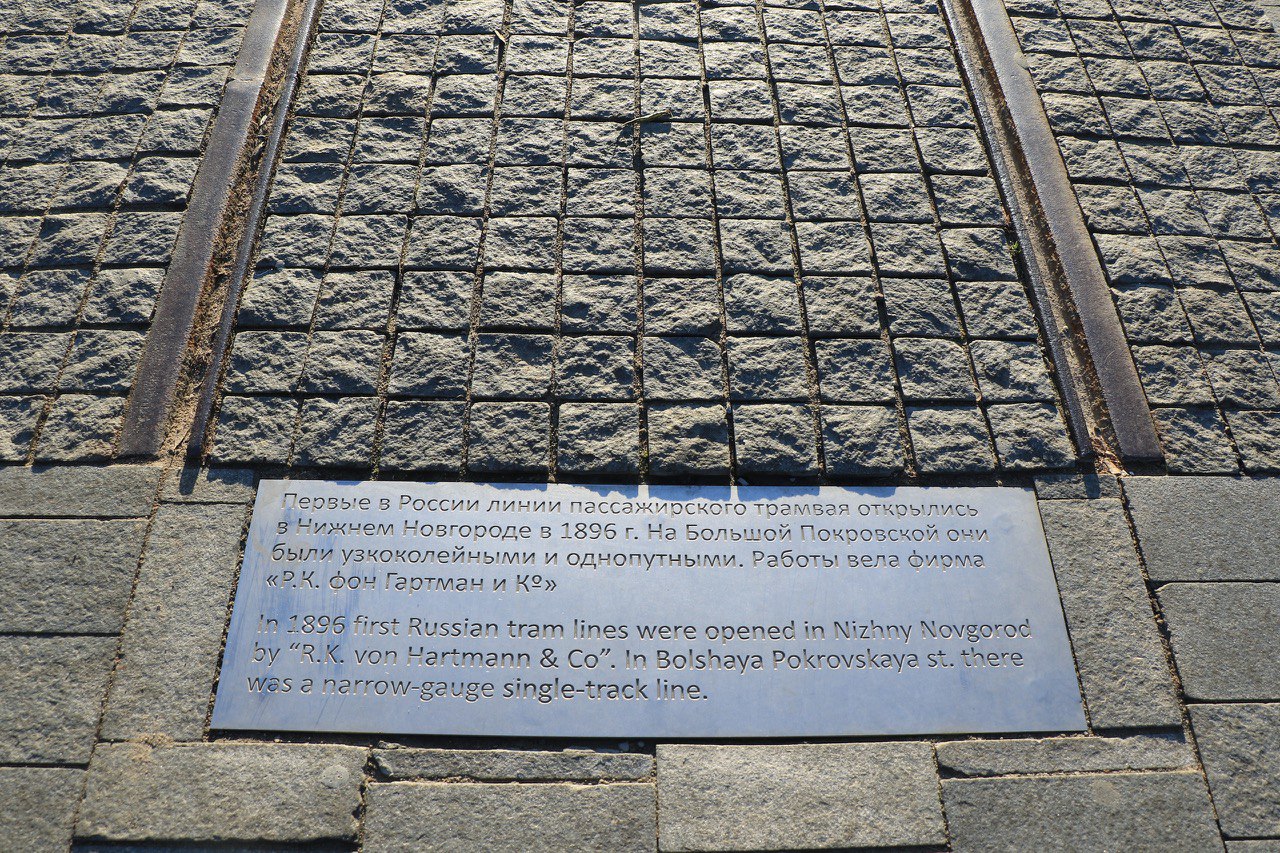 Первые в России линии пассажирского трамвая открылись
в Нижнем Новгороде в 1896 г. На Большой Покровской они
были узкоколейными и однопутными. Работы вела фирма
«Р.К. фон Гартман и Кº»
In 1896 first Russian tram lines were opened in Nizhny Novgorod
by “R.K. von Hartmann & Co”. In Bolshaya Pokrovskaya st. there
was a narrow-gauge single-track line.